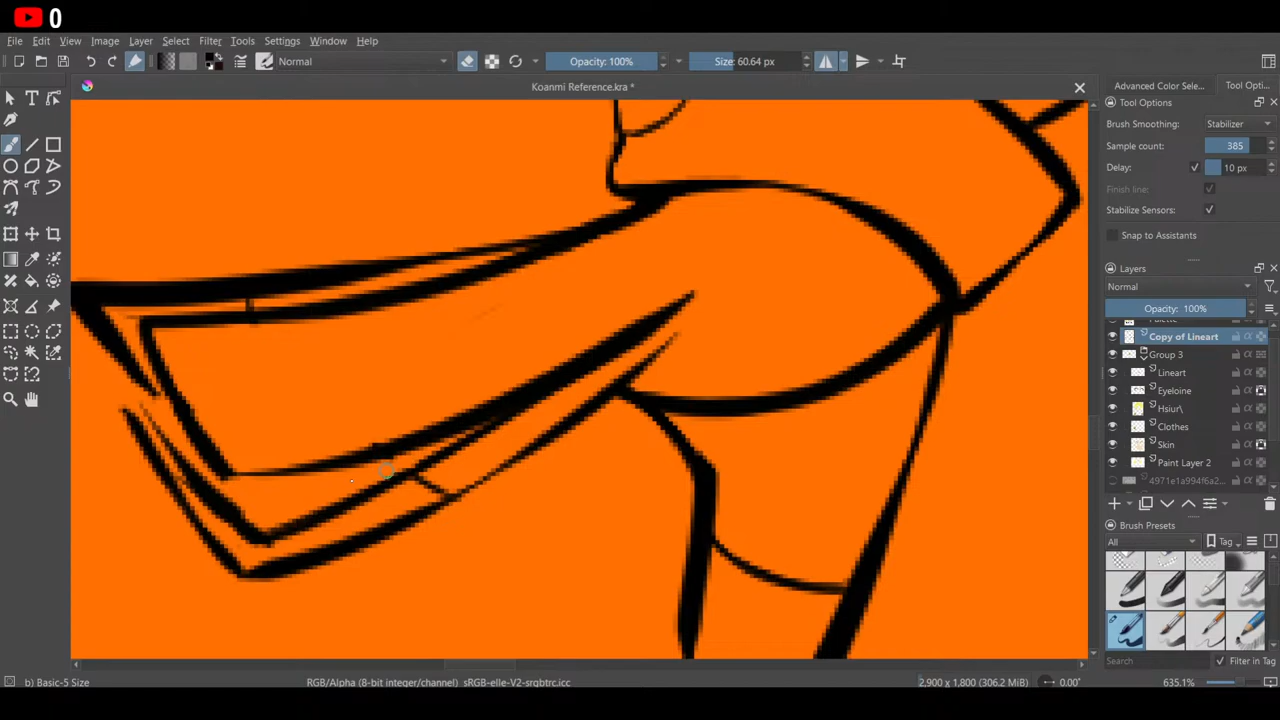 0
File Edit View Image Layer Select Filter Tools Settings Window Help
Normal
Opacity: 100%
Size: 60.64 px
Koanmi Reference.kra *
Advanced Color Sele...
Tool Opti...
Tool Options
Brush Smoothing: Stabilizer
Sample count: 385
Delay: 10 px
Finish line:
Stabilize Sensors:
Snap to Assistants
Layers
Normal
Opacity: 100%
Copy of Lineart
Group 3
Lineart
Eyeloine
Hsiur\
Clothes
Skin
Paint Layer 2
4971e1a994f6a2...
Brush Presets
All
Tag
Search
Filter in Tag
b) Basic-5 Size
RGB/Alpha (8-bit integer/channel) sRGB-elle-V2-srgbtrc.icc
2,900 x 1,800 (306.2 MiB)
0.00°
635.1%